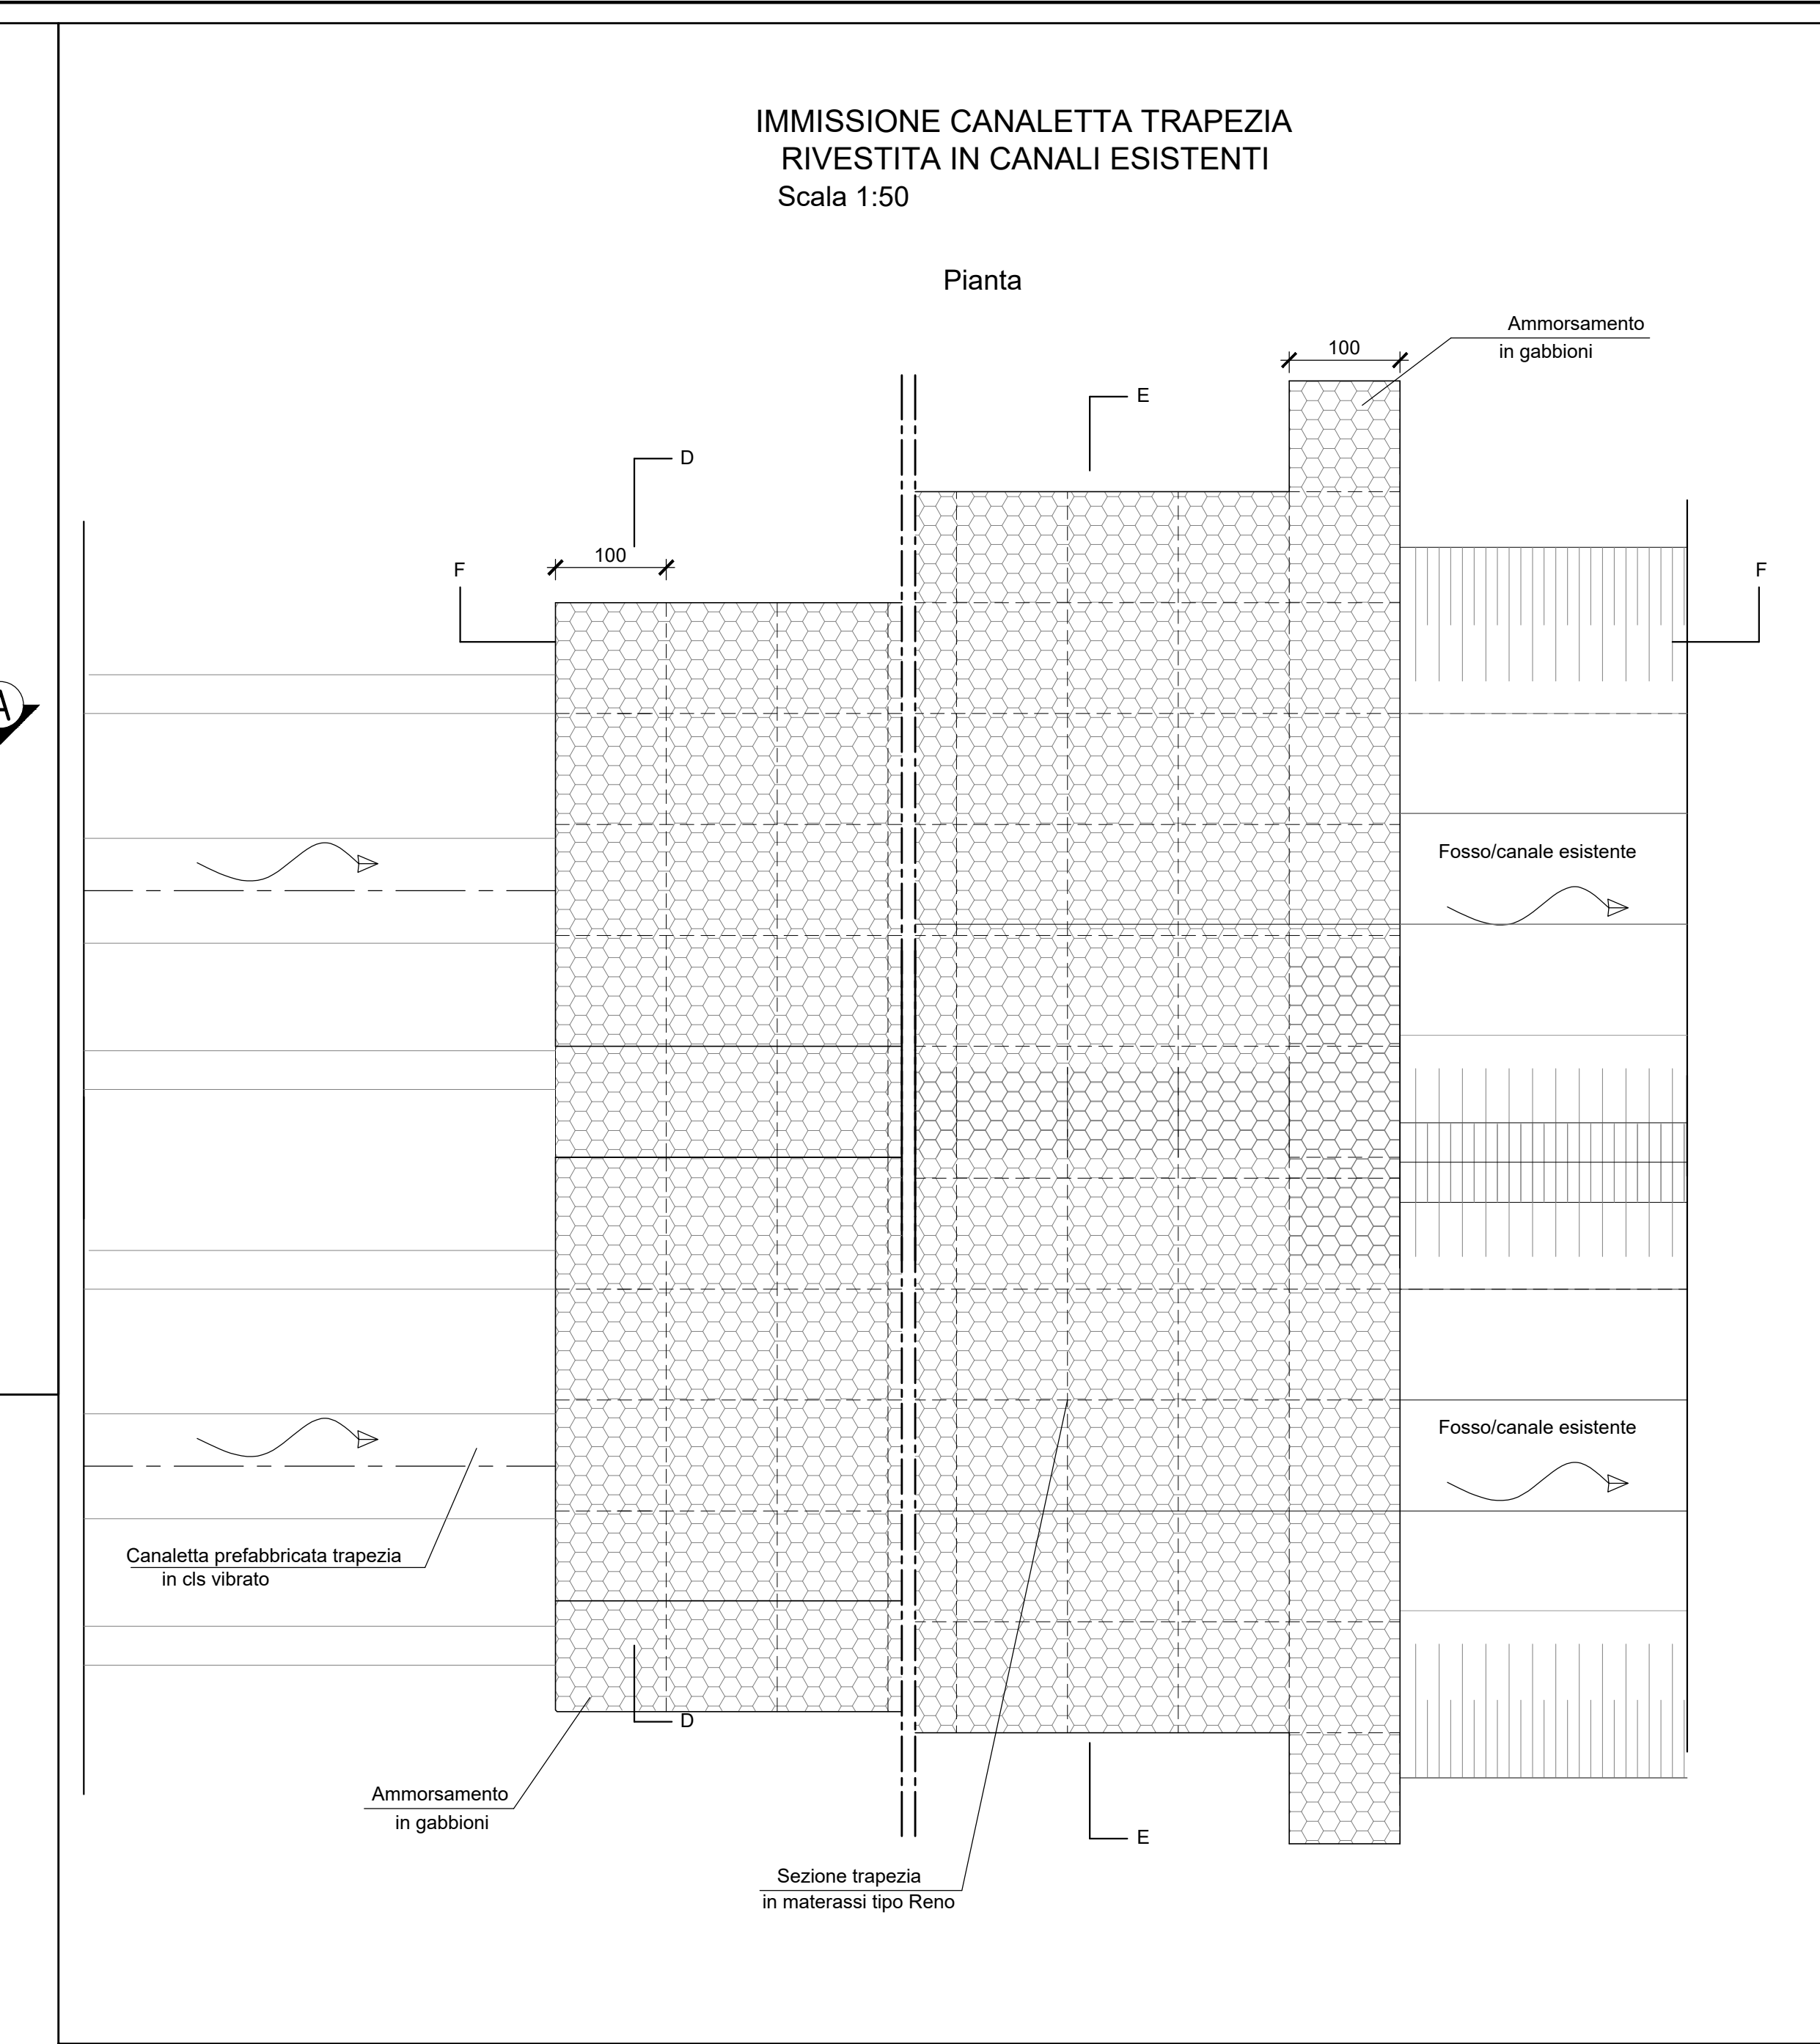 IMMISSIONE CANALETTA TRAPEZIA
RIVESTITA IN CANALI ESISTENTI
Scala 1:50
Pianta
Ammorsamento
in gabbioni
100
E
D
100
F
F
A
Fosso/canale esistente
Fosso/canale esistente
Canaletta prefabbricata trapezia
in cls vibrato
D
Ammorsamento
in gabbioni
E
Sezione trapezia
in materassi tipo Reno